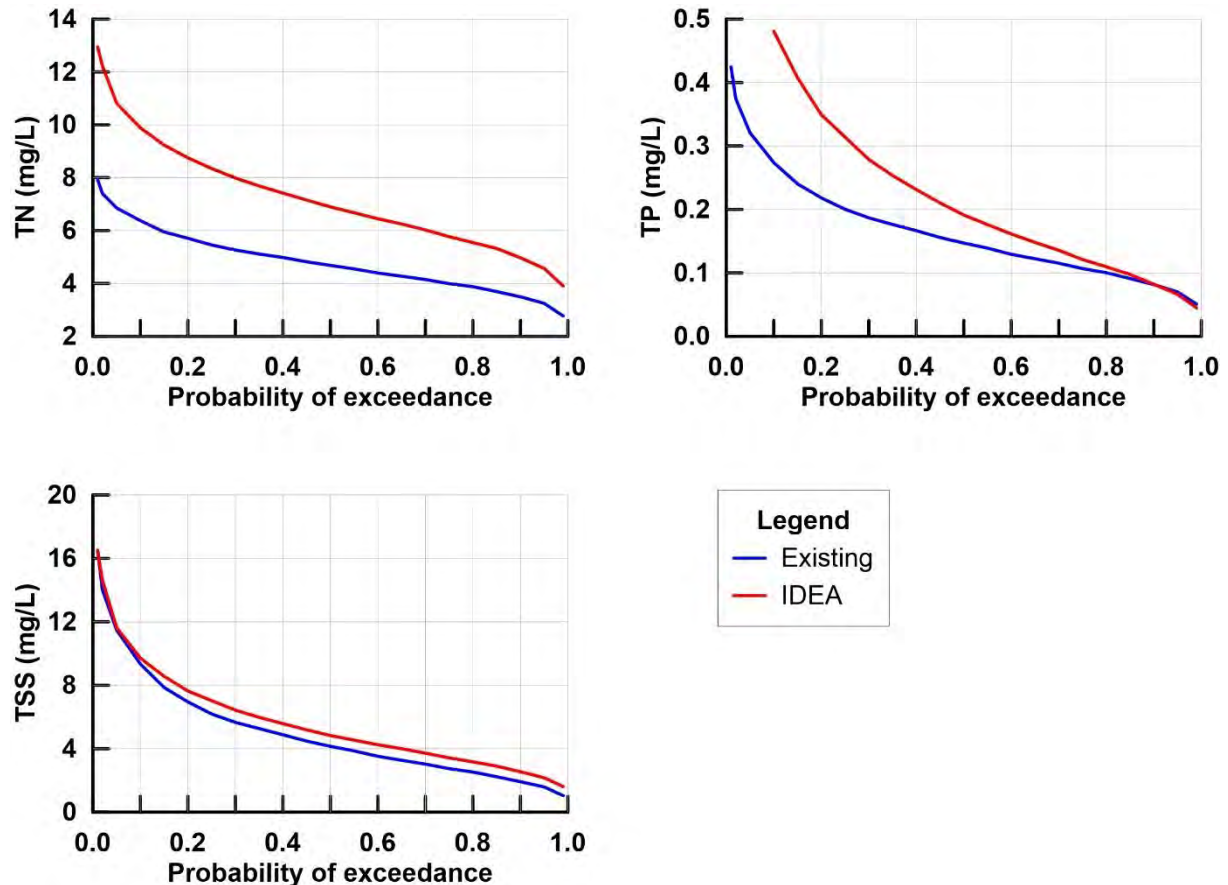 14
12
10
8
6
4
2
TN (mg/L)
0.0 0.2 0.4 0.6 0.8 1.0
Probability of exceedance
0.5
0.4
0.3
0.2
0.1
0.0
TP (mg/L)
0.0 0.2 0.4 0.6 0.8 1.0
Probability of exceedance
20
16
12
8
4
0
TSS (mg/L)
0.0 0.2 0.4 0.6 0.8 1.0
Probability of exceedance
Legend
Existing
IDEA